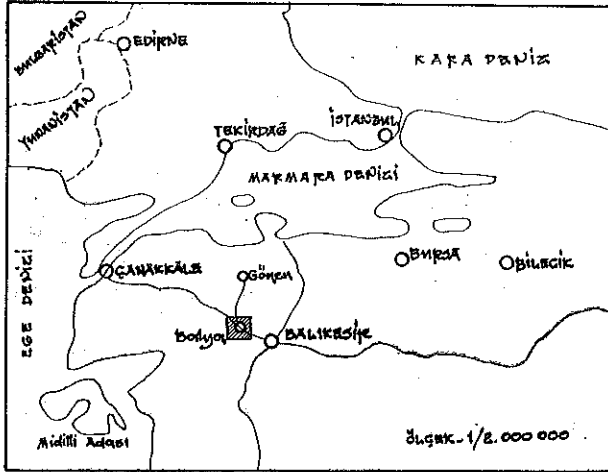 BULGARİSTAN
EDİRNE
KARA DENİZ
YUNANİSTAN
TEKİRDAĞ
İSTANBUL
MARMARA DENİZİ
EGE DENİZİ
ÇANAKKALE
Gönen
BURSA
BİLECİK
Balya
BALIKESİR
Midilli Adası
ÖLÇEK-1/2.000 000